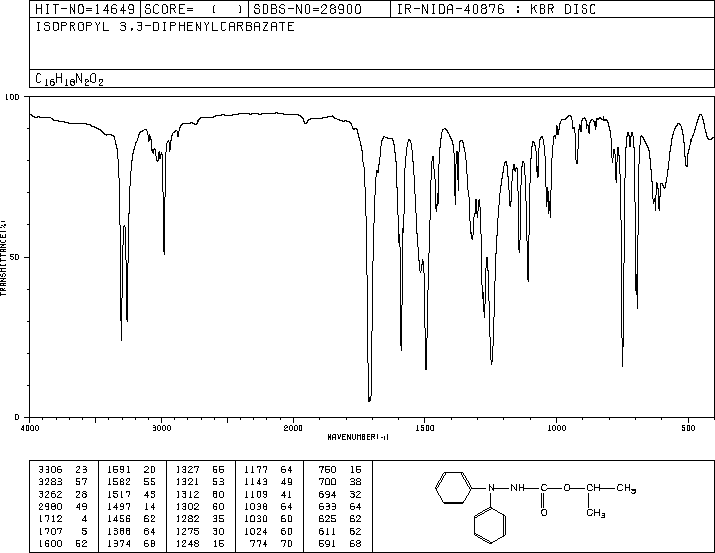 HIT-NO=14649 SCORE= ( ) SDBS-NO=28900 IR-NIDA-40876 : KBR DISC
ISOPROPYL 3,3-DIPHENYLCARBAZATE
C16H18N2O2
100
50
0
TRANSMITTANCE(%)
4000 3000 2000 1500 1000 500
WAVENUMBER(-1)
3306 23 1591 20 1327 66 1177 64 750 15
3283 57 1582 55 1321 53 1143 49 700 38
3262 28 1517 43 1312 60 1109 41 694 32
2980 49 1497 14 1302 60 1038 64 633 64
1712 4 1456 62 1282 35 1030 60 625 62
1707 5 1388 64 1275 30 1024 60 611 62
1600 52 1374 68 1248 16 774 70 591 68
N—NH—C—O—CH—CH3
O CH3